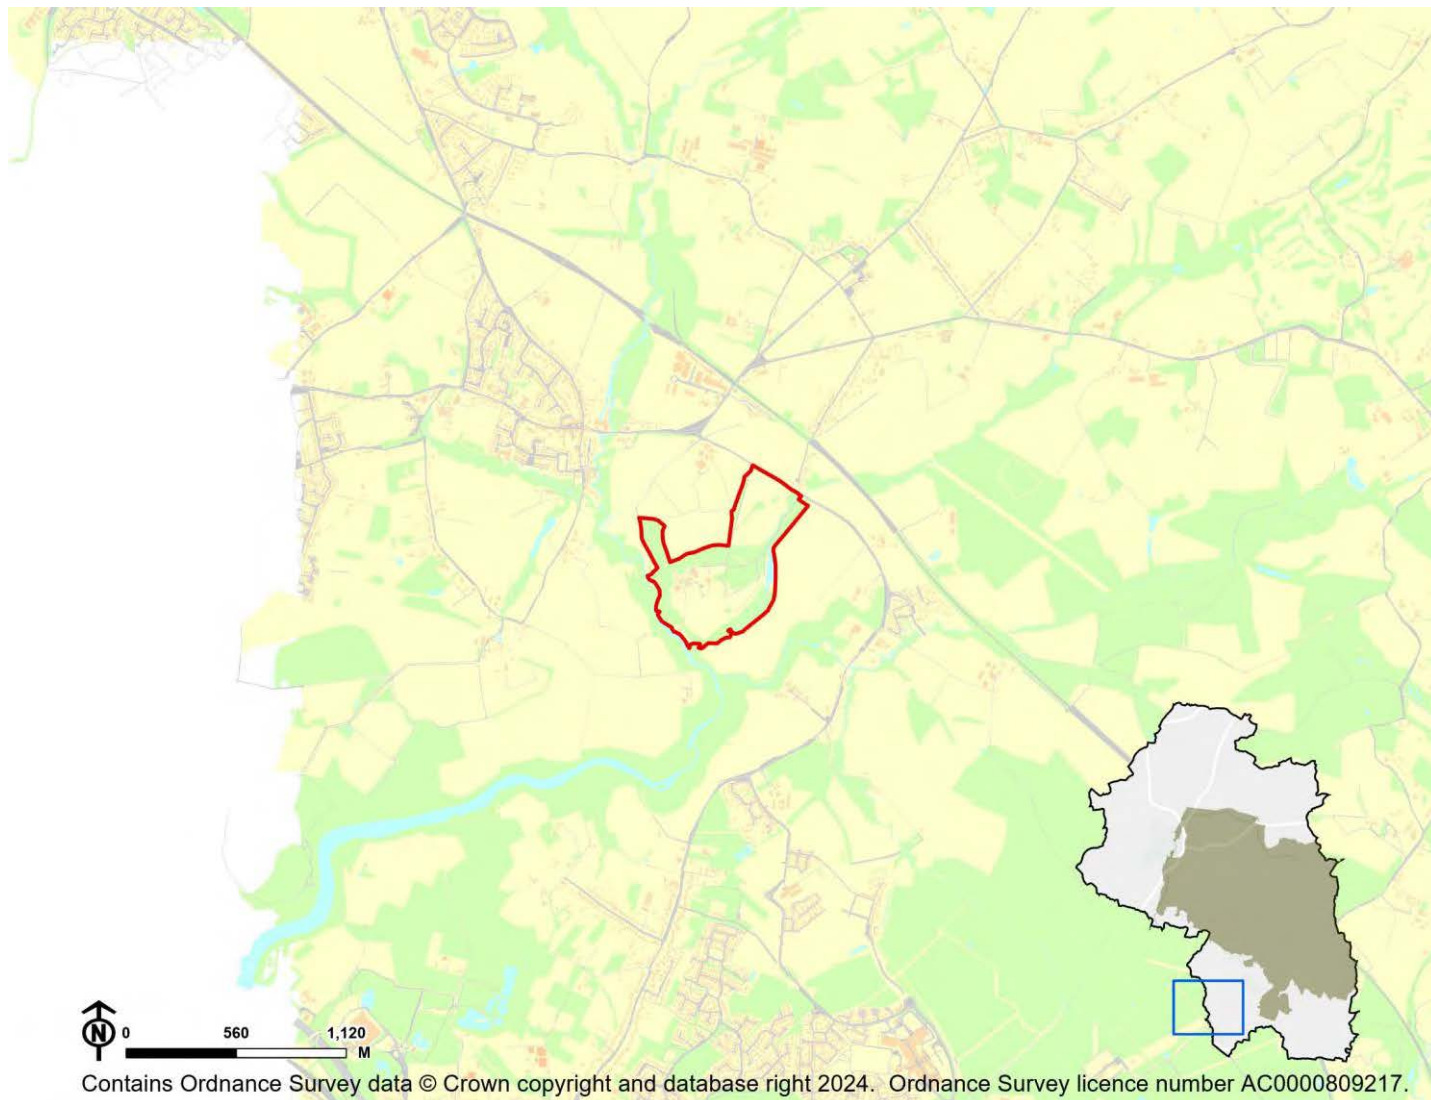 N
0 560 1,120
M
Contains Ordnance Survey data © Crown copyright and database right 2024. Ordnance Survey licence number AC0000809217.